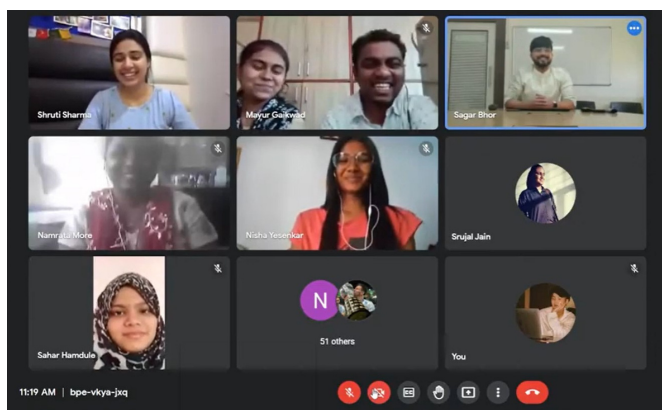 Shruti Sharma
Mayur Gaikwad
Sagar Bhor
Namrata More
Nisha Yesenkar
Srujal Jain
Sahar Hamdule
N
51 others
You
11:19 AM | bpe-vkya-jxq